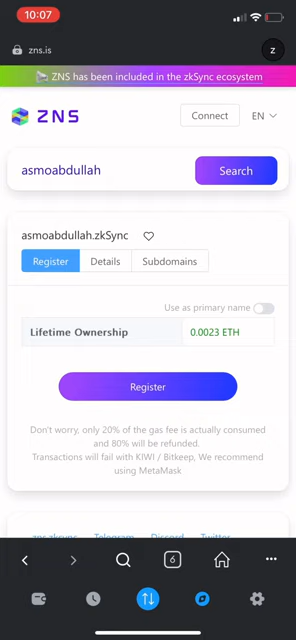 10:07
zns.is
z
ZNS has been included in the zkSync ecosystem
ZNS
Connect
EN
asmoabdullah
Search
asmoabdullah.zkSync
Register
Details
Subdomains
Use as primary name
Lifetime Ownership
0.0023 ETH
Register
Don't worry, only 20% of the gas fee is actually consumed
and 80% will be refunded.
Transactions will fail with KIWI / Bitkeep, We recommend
using MetaMask
zns.zksync
Telegram
Discord
Twitter
6